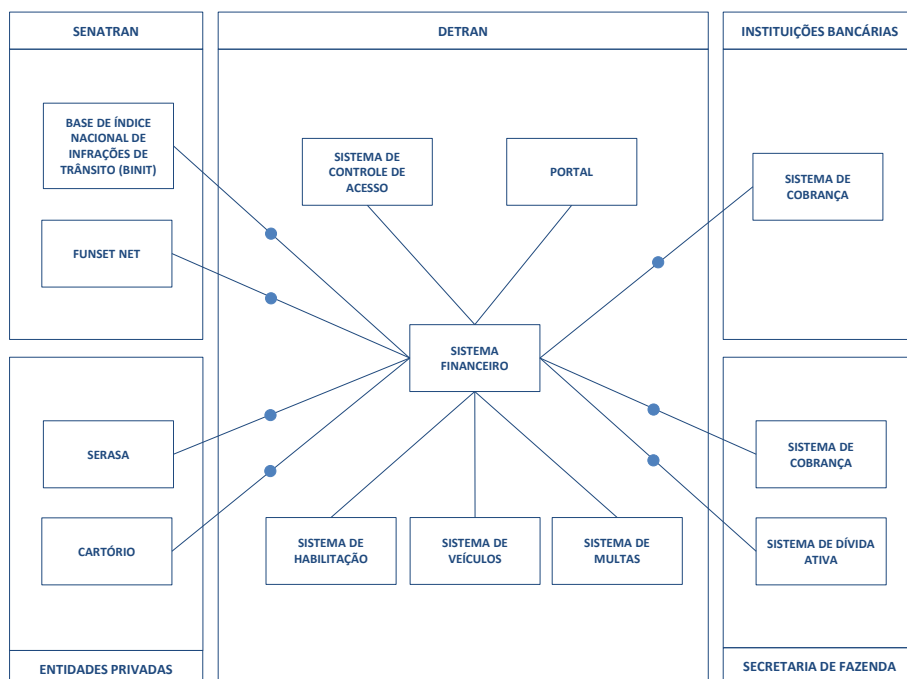 SENATRAN
DETRAN
INSTITUIÇÕES BANCÁRIAS
BASE DE ÍNDICE
NACIONAL DE
INFRAÇÕES DE
TRÂNSITO (BINIT)
SISTEMA DE
CONTROLE DE
ACESSO
PORTAL
SISTEMA DE
COBRANÇA
FUNSET NET
SISTEMA
FINANCEIRO
SERASA
SISTEMA DE
COBRANÇA
CARTÓRIO
SISTEMA DE
HABILITAÇÃO
SISTEMA DE
VEÍCULOS
SISTEMA DE
MULTAS
SISTEMA DE DÍVIDA
ATIVA
ENTIDADES PRIVADAS
SECRETARIA DE FAZENDA